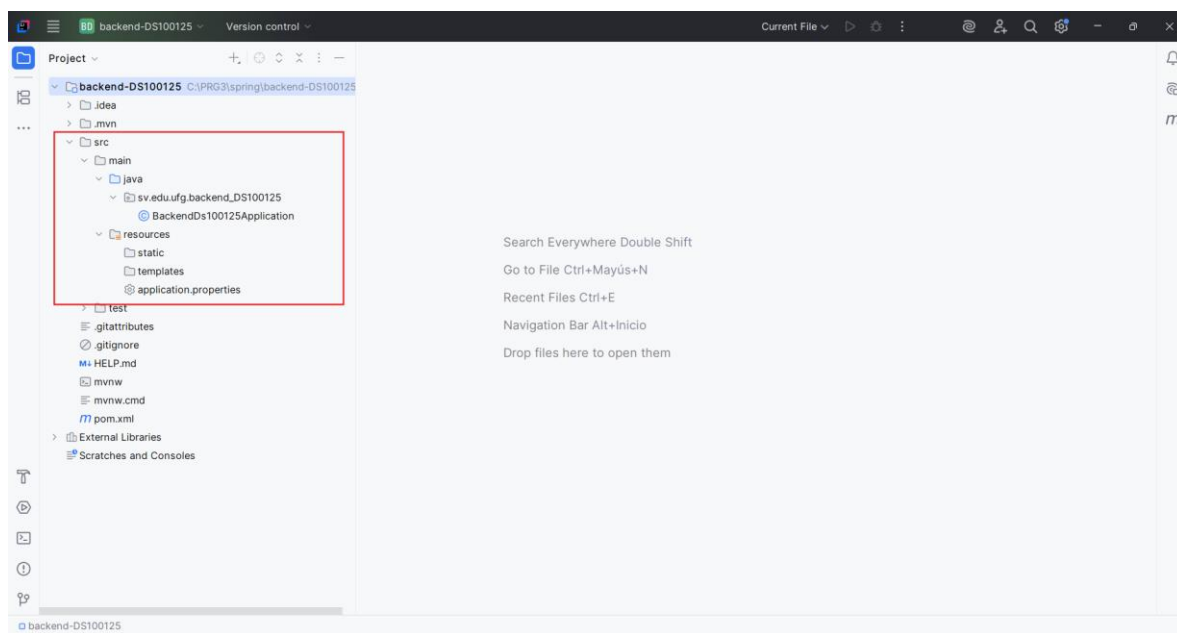 BD backend-DS100125 Version control Current File
Project
backend-DS100125 C:\PRG3\spring\backend-DS100125
.idea
.mvn
src
main
java
sv.edu.ufg.backend_DS100125
BackendDs100125Application
resources
static
templates
application.properties
test
.gitattributes
.gitignore
M↓ HELP.md
mvnw
mvnw.cmd
m pom.xml
External Libraries
Scratches and Consoles
Search Everywhere Double Shift
Go to File Ctrl+Mayús+N
Recent Files Ctrl+E
Navigation Bar Alt+Inicio
Drop files here to open them
m
backend-DS100125